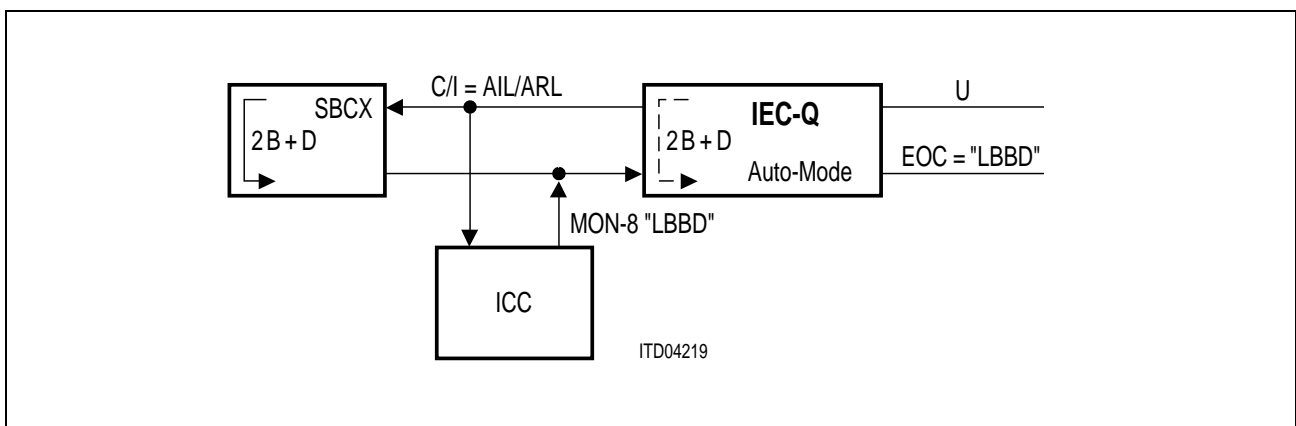 C/I = AIL/ARL
SBCX
2B + D
IEC-Q
2B + D
Auto-Mode
U
EOC = "LBBD"
MON-8 "LBBD"
ICC
ITD04219